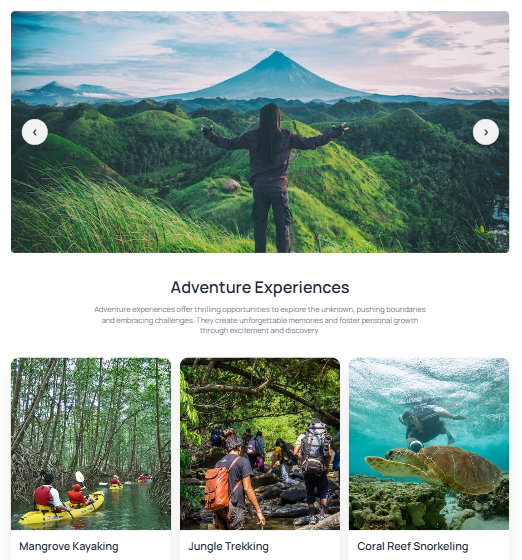 Adventure Experiences
Adventure experiences offer thrilling opportunities to explore the unknown, pushing boundaries
and embracing challenges. They create unforgettable memories and foster personal growth
through excitement and discovery.
Mangrove Kayaking
Jungle Trekking
Coral Reef Snorkeling